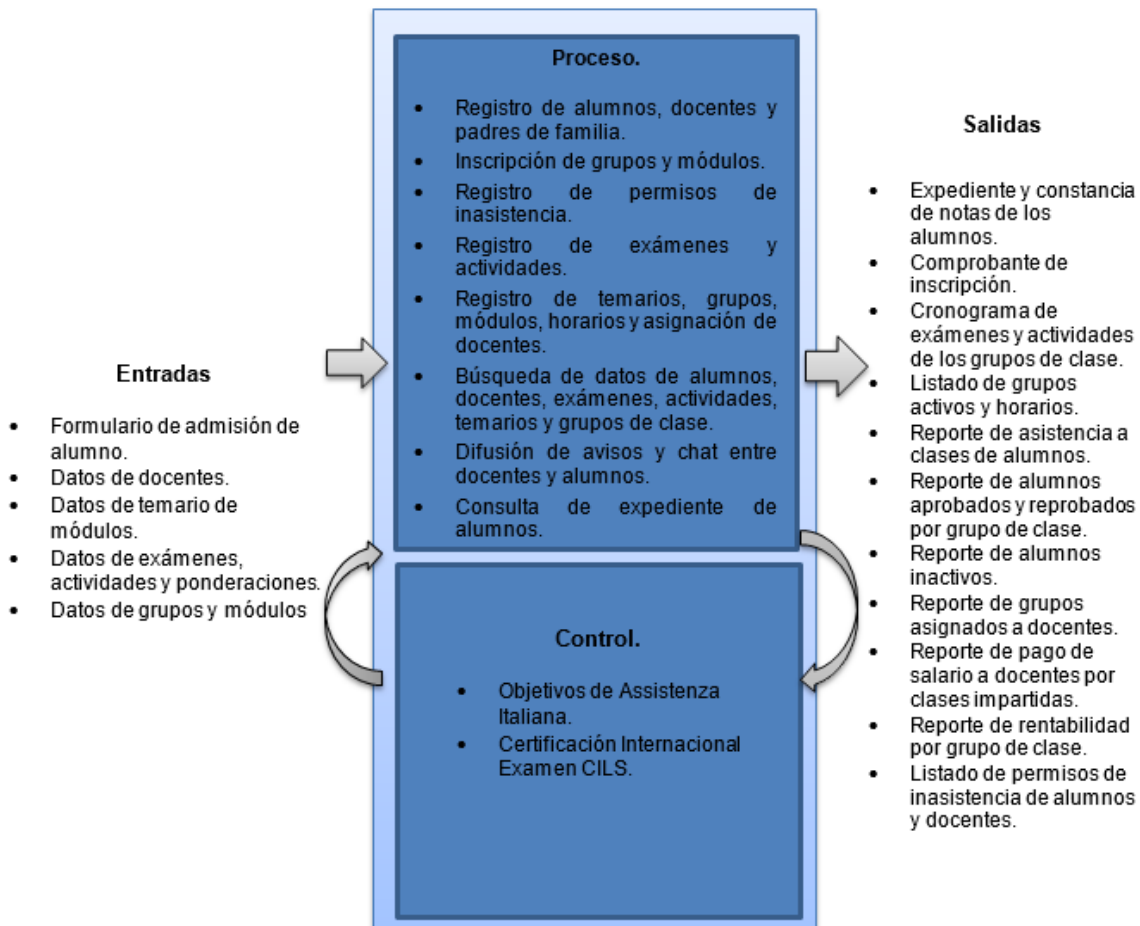 Entradas
• Formulario de admisión de
alumno.
• Datos de docentes.
• Datos de temario de
módulos.
• Datos de exámenes,
actividades y ponderaciones.
• Datos de grupos y módulos
Proceso.
• Registro de alumnos, docentes y
padres de familia.
• Inscripción de grupos y módulos.
• Registro de permisos de
inasistencia.
• Registro de exámenes y
actividades.
• Registro de temarios, grupos,
módulos, horarios y asignación de
docentes.
• Búsqueda de datos de alumnos,
docentes, exámenes, actividades,
temarios y grupos de clase.
• Difusión de avisos y chat entre
docentes y alumnos.
• Consulta de expediente de
alumnos.
Control.
• Objetivos de Assistenza
Italiana.
• Certificación Internacional
Examen CILS.
Salidas
• Expediente y constancia
de notas de los
alumnos.
• Comprobante de
inscripción.
• Cronograma de
exámenes y actividades
de los grupos de clase.
• Listado de grupos
activos y horarios.
• Reporte de asistencia a
clases de alumnos.
• Reporte de alumnos
aprobados y reprobados
por grupo de clase.
• Reporte de alumnos
inactivos.
• Reporte de grupos
asignados a docentes.
• Reporte de pago de
salario a docentes por
clases impartidas.
• Reporte de rentabilidad
por grupo de clase.
• Listado de permisos de
inasistencia de alumnos
y docentes.